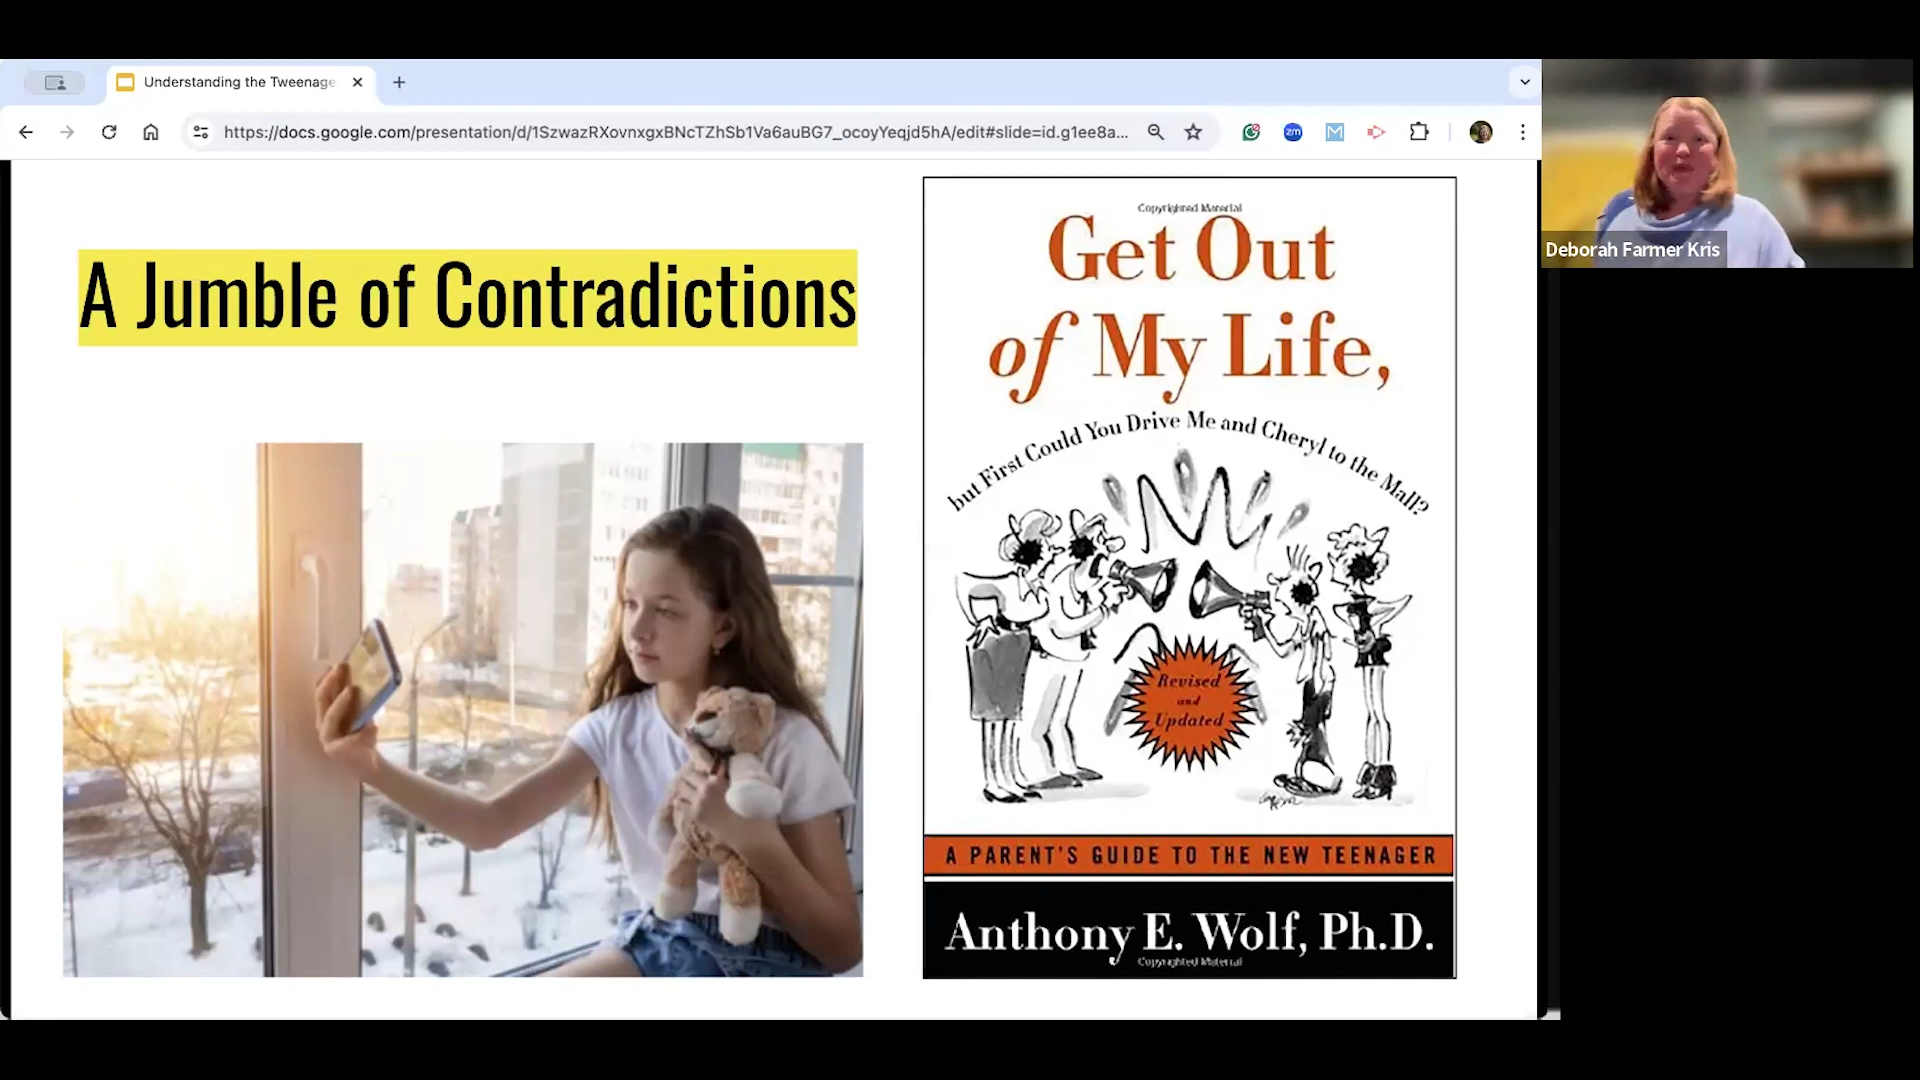 Understanding the Tweenage
https://docs.google.com/presentation/d/1SzwazRXovnxgxBNcTZhSb1Va6auBG7_ocoyYeqjd5hA/edit#slide=id.g1ee8a...
zm
M
A Jumble of Contradictions
Copyrighted Material
Get Out
of My Life,
but First Could You Drive Me and Cheryl to the Mall?
Revised
and
Updated
A PARENT'S GUIDE TO THE NEW TEENAGER
Anthony E. Wolf, Ph.D.
Copyrighted Material
Deborah Farmer Kris